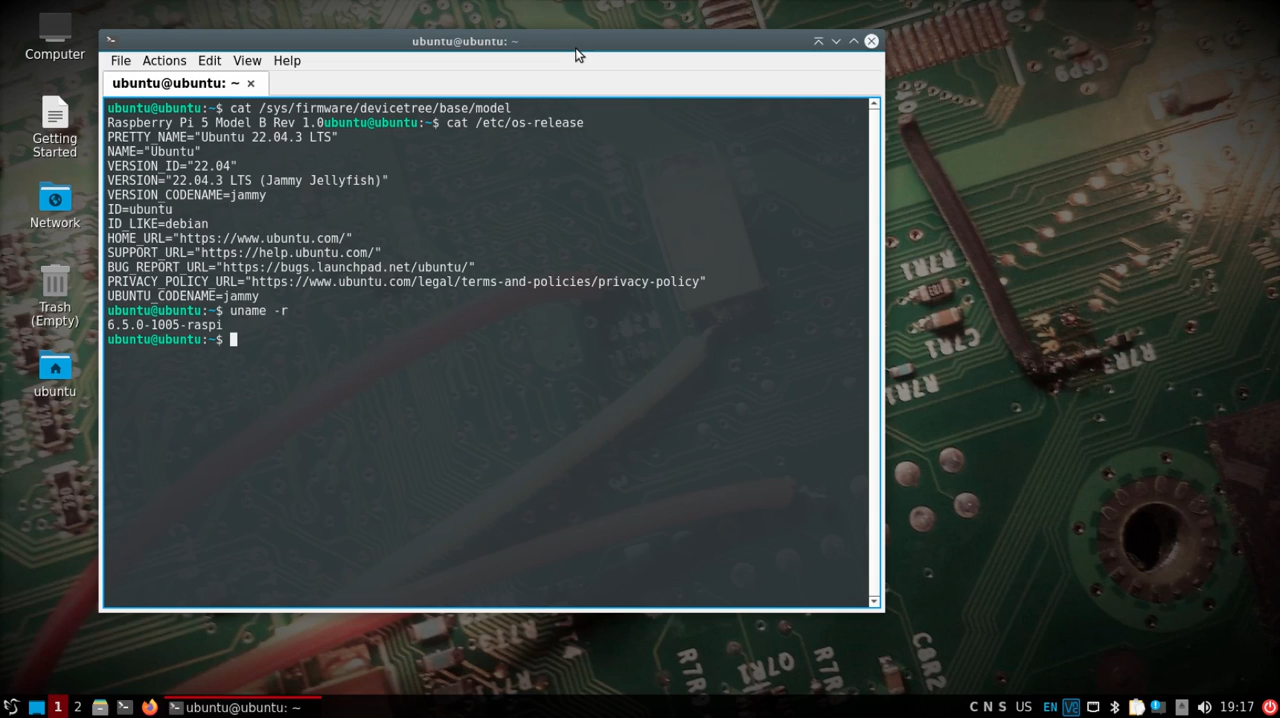 Computer
Getting
Started
Network
Trash
(Empty)
ubuntu
ubuntu@ubuntu: ~
File Actions Edit View Help
ubuntu@ubuntu: ~ ×
ubuntu@ubuntu:~$ cat /sys/firmware/devicetree/base/model
Raspberry Pi 5 Model B Rev 1.0ubuntu@ubuntu:~$ cat /etc/os-release
PRETTY_NAME="Ubuntu 22.04.3 LTS"
NAME="Ubuntu"
VERSION_ID="22.04"
VERSION="22.04.3 LTS (Jammy Jellyfish)"
VERSION_CODENAME=jammy
ID=ubuntu
ID_LIKE=debian
HOME_URL="https://www.ubuntu.com/"
SUPPORT_URL="https://help.ubuntu.com/"
BUG_REPORT_URL="https://bugs.launchpad.net/ubuntu/"
PRIVACY_POLICY_URL="https://www.ubuntu.com/legal/terms-and-policies/privacy-policy"
UBUNTU_CODENAME=jammy
ubuntu@ubuntu:~$ uname -r
6.5.0-1005-raspi
ubuntu@ubuntu:~$
R7R1
C7R1
R7R1
R7R1
C8R2
1 2 ubuntu@ubuntu: ~ C N S US EN 19:17